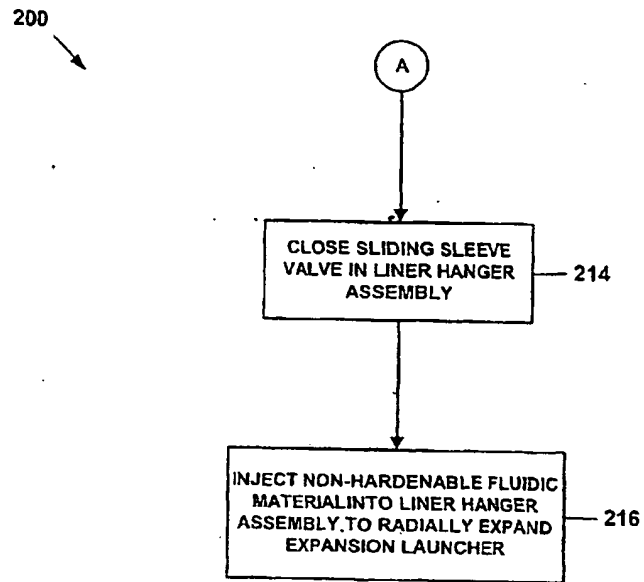 200
A
CLOSE SLIDING SLEEVE
VALVE IN LINER HANGER
ASSEMBLY
214
INJECT NON-HARDENABLE FLUIDIC
MATERIALINTO LINER HANGER
ASSEMBLY.TO RADIALLY EXPAND
EXPANSION LAUNCHER
216